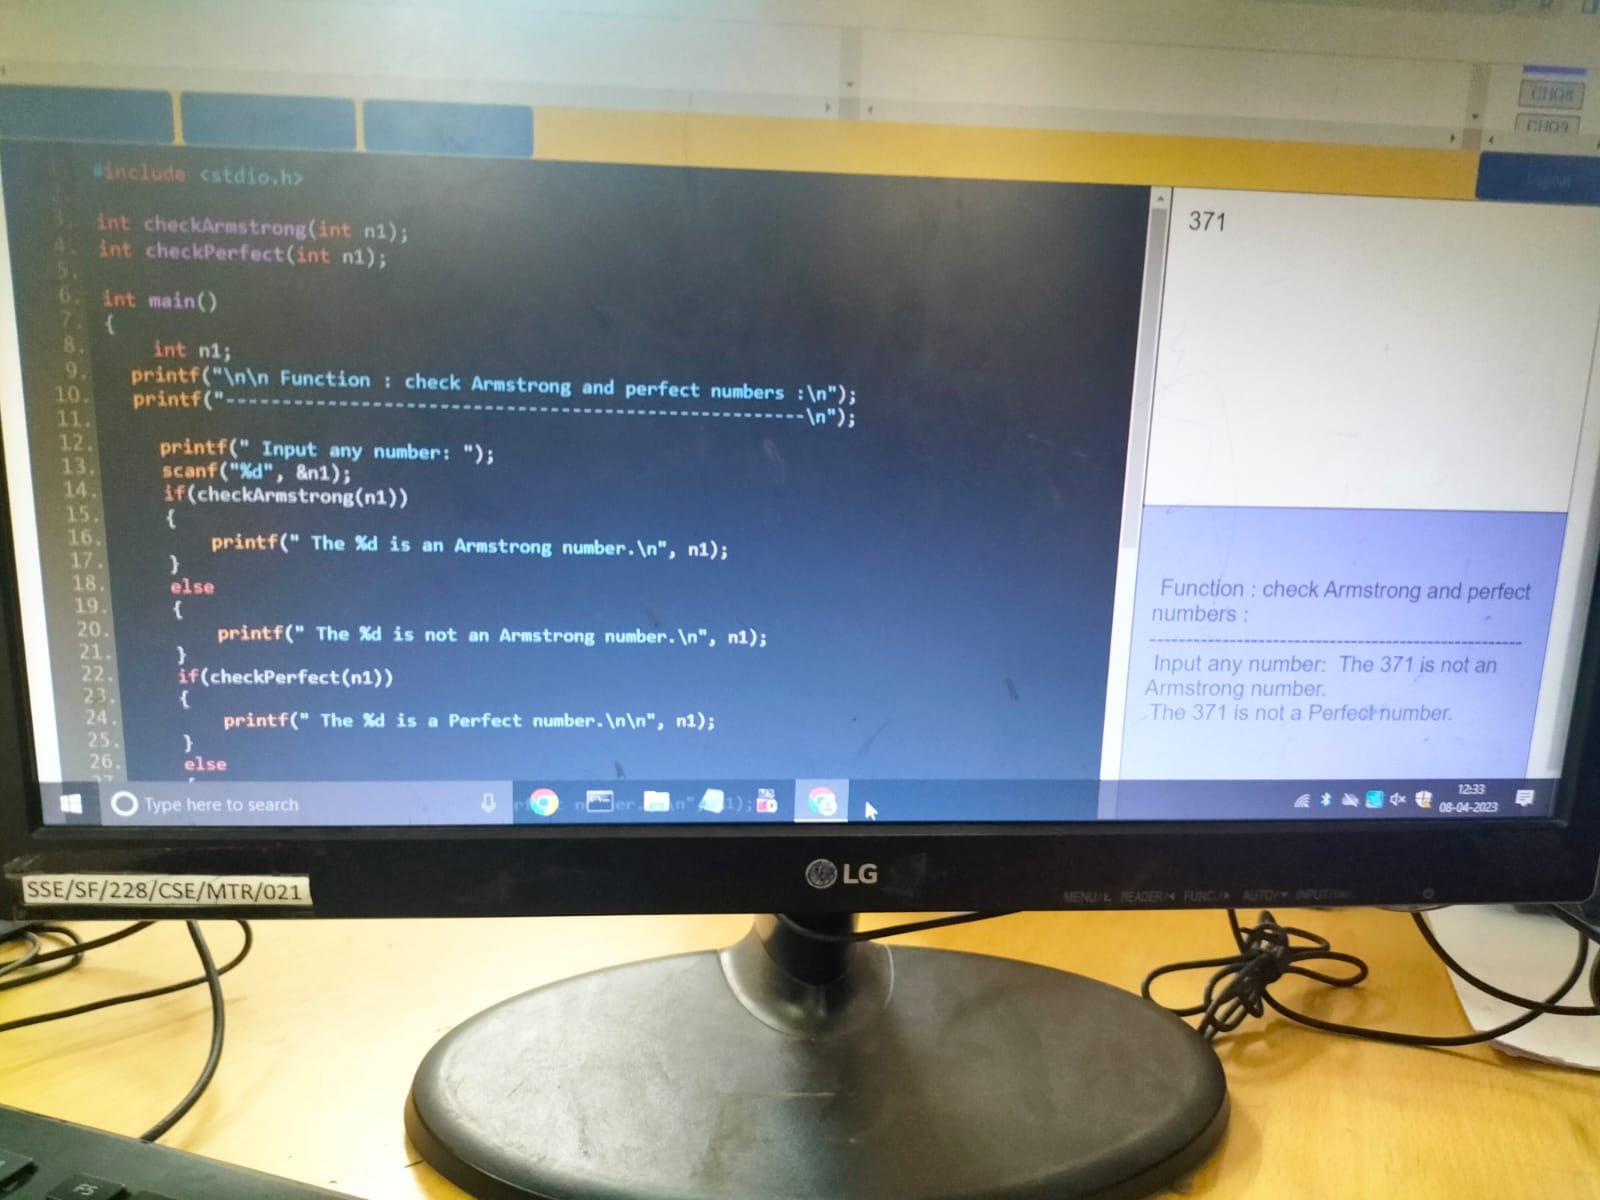 CHQ8
CHQ9
Logout
1. #include <stdio.h>
2.
3. int checkArmstrong(int n1);
4. int checkPerfect(int n1);
5.
6. int main()
7. {
8. int n1;
9. printf("\n\n Function : check Armstrong and perfect numbers :\n");
10. printf("----------------------------------------------------\n");
11.
12. printf(" Input any number: ");
13. scanf("%d", &n1);
14. if(checkArmstrong(n1))
15. {
16. printf(" The %d is an Armstrong number.\n", n1);
17. }
18. else
19. {
20. printf(" The %d is not an Armstrong number.\n", n1);
21. }
22. if(checkPerfect(n1))
23. {
24. printf(" The %d is a Perfect number.\n\n", n1);
25. }
26. else
27. {
371
Function : check Armstrong and perfect
numbers :
----------------------------------------------------
Input any number: The 371 is not an
Armstrong number.
The 371 is not a Perfect number.
Type here to search
12:33
08-04-2023
LG
SSE/SF/228/CSE/MTR/021
MENU/ READER/ FUNC./ AUTO/ INPUT/
F5